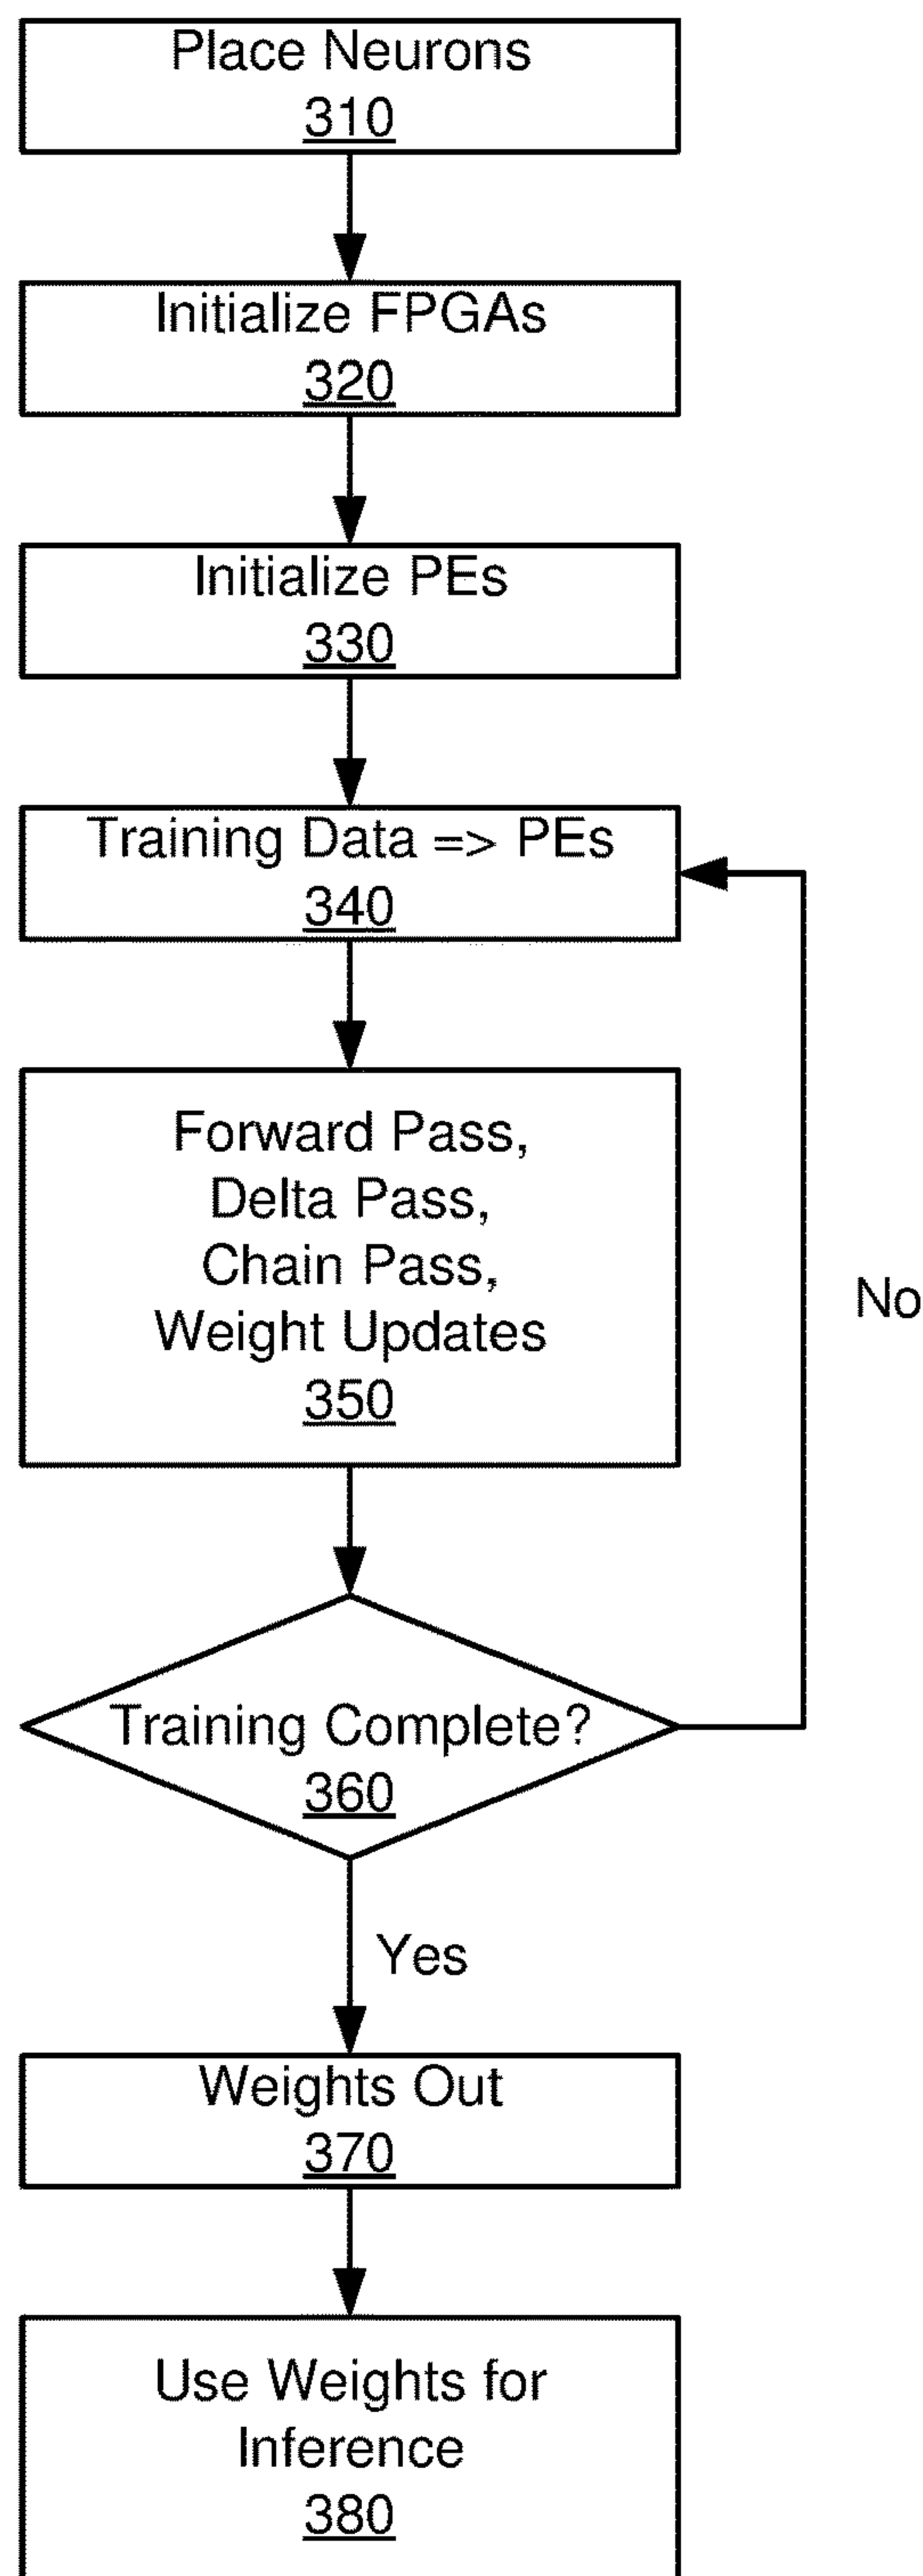 Place Neurons
310
Initialize FPGAs
320
Initialize PEs
330
Training Data => PEs
340
Forward Pass,
Delta Pass,
Chain Pass,
Weight Updates
350
No
Training Complete?
360
Yes
Weights Out
370
Use Weights for
Inference
380